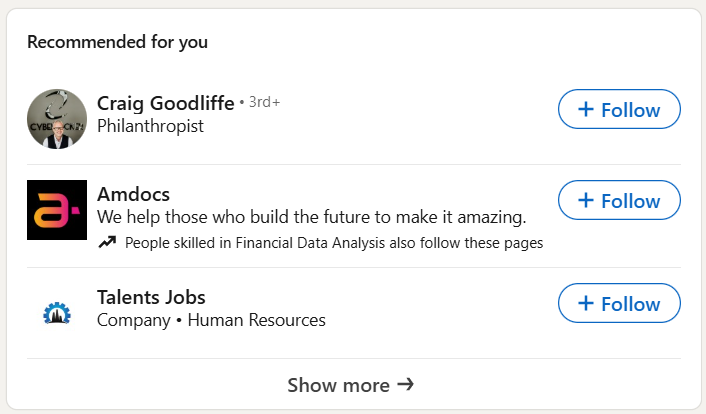 Recommended for you
Craig Goodliffe • 3rd+
Philanthropist
+ Follow
Amdocs
We help those who build the future to make it amazing.
People skilled in Financial Data Analysis also follow these pages
+ Follow
Talents Jobs
Company • Human Resources
+ Follow
Show more →